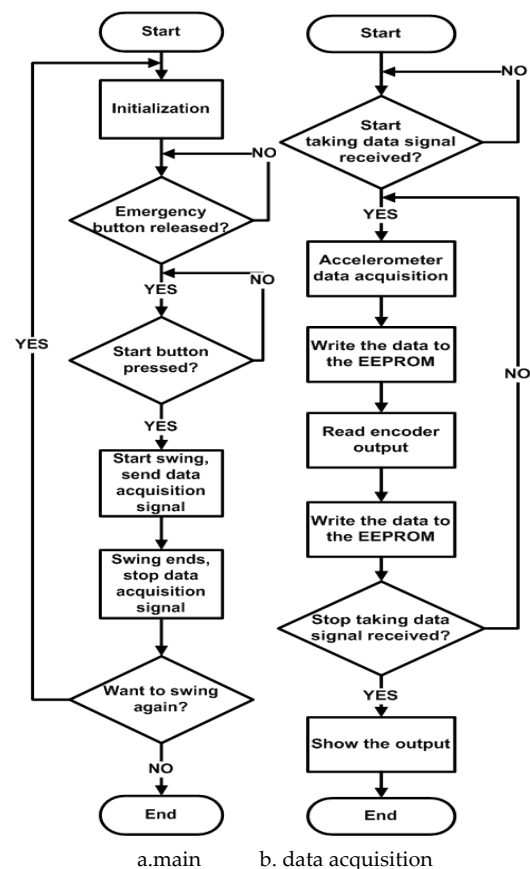 Start
Initialization
NO
Emergency
button released?
YES
NO
Start button
pressed?
YES
YES
Start swing,
send data
acquisition
signal
Swing ends,
stop data
acquisition
signal
Want to swing
again?
NO
End
a.main
Start
NO
Start
taking data signal
received?
YES
Accelerometer
data acquisition
Write the data to
the EEPROM
NO
Read encoder
output
Write the data to
the EEPROM
Stop taking data
signal received?
YES
Show the output
End
b. data acquisition